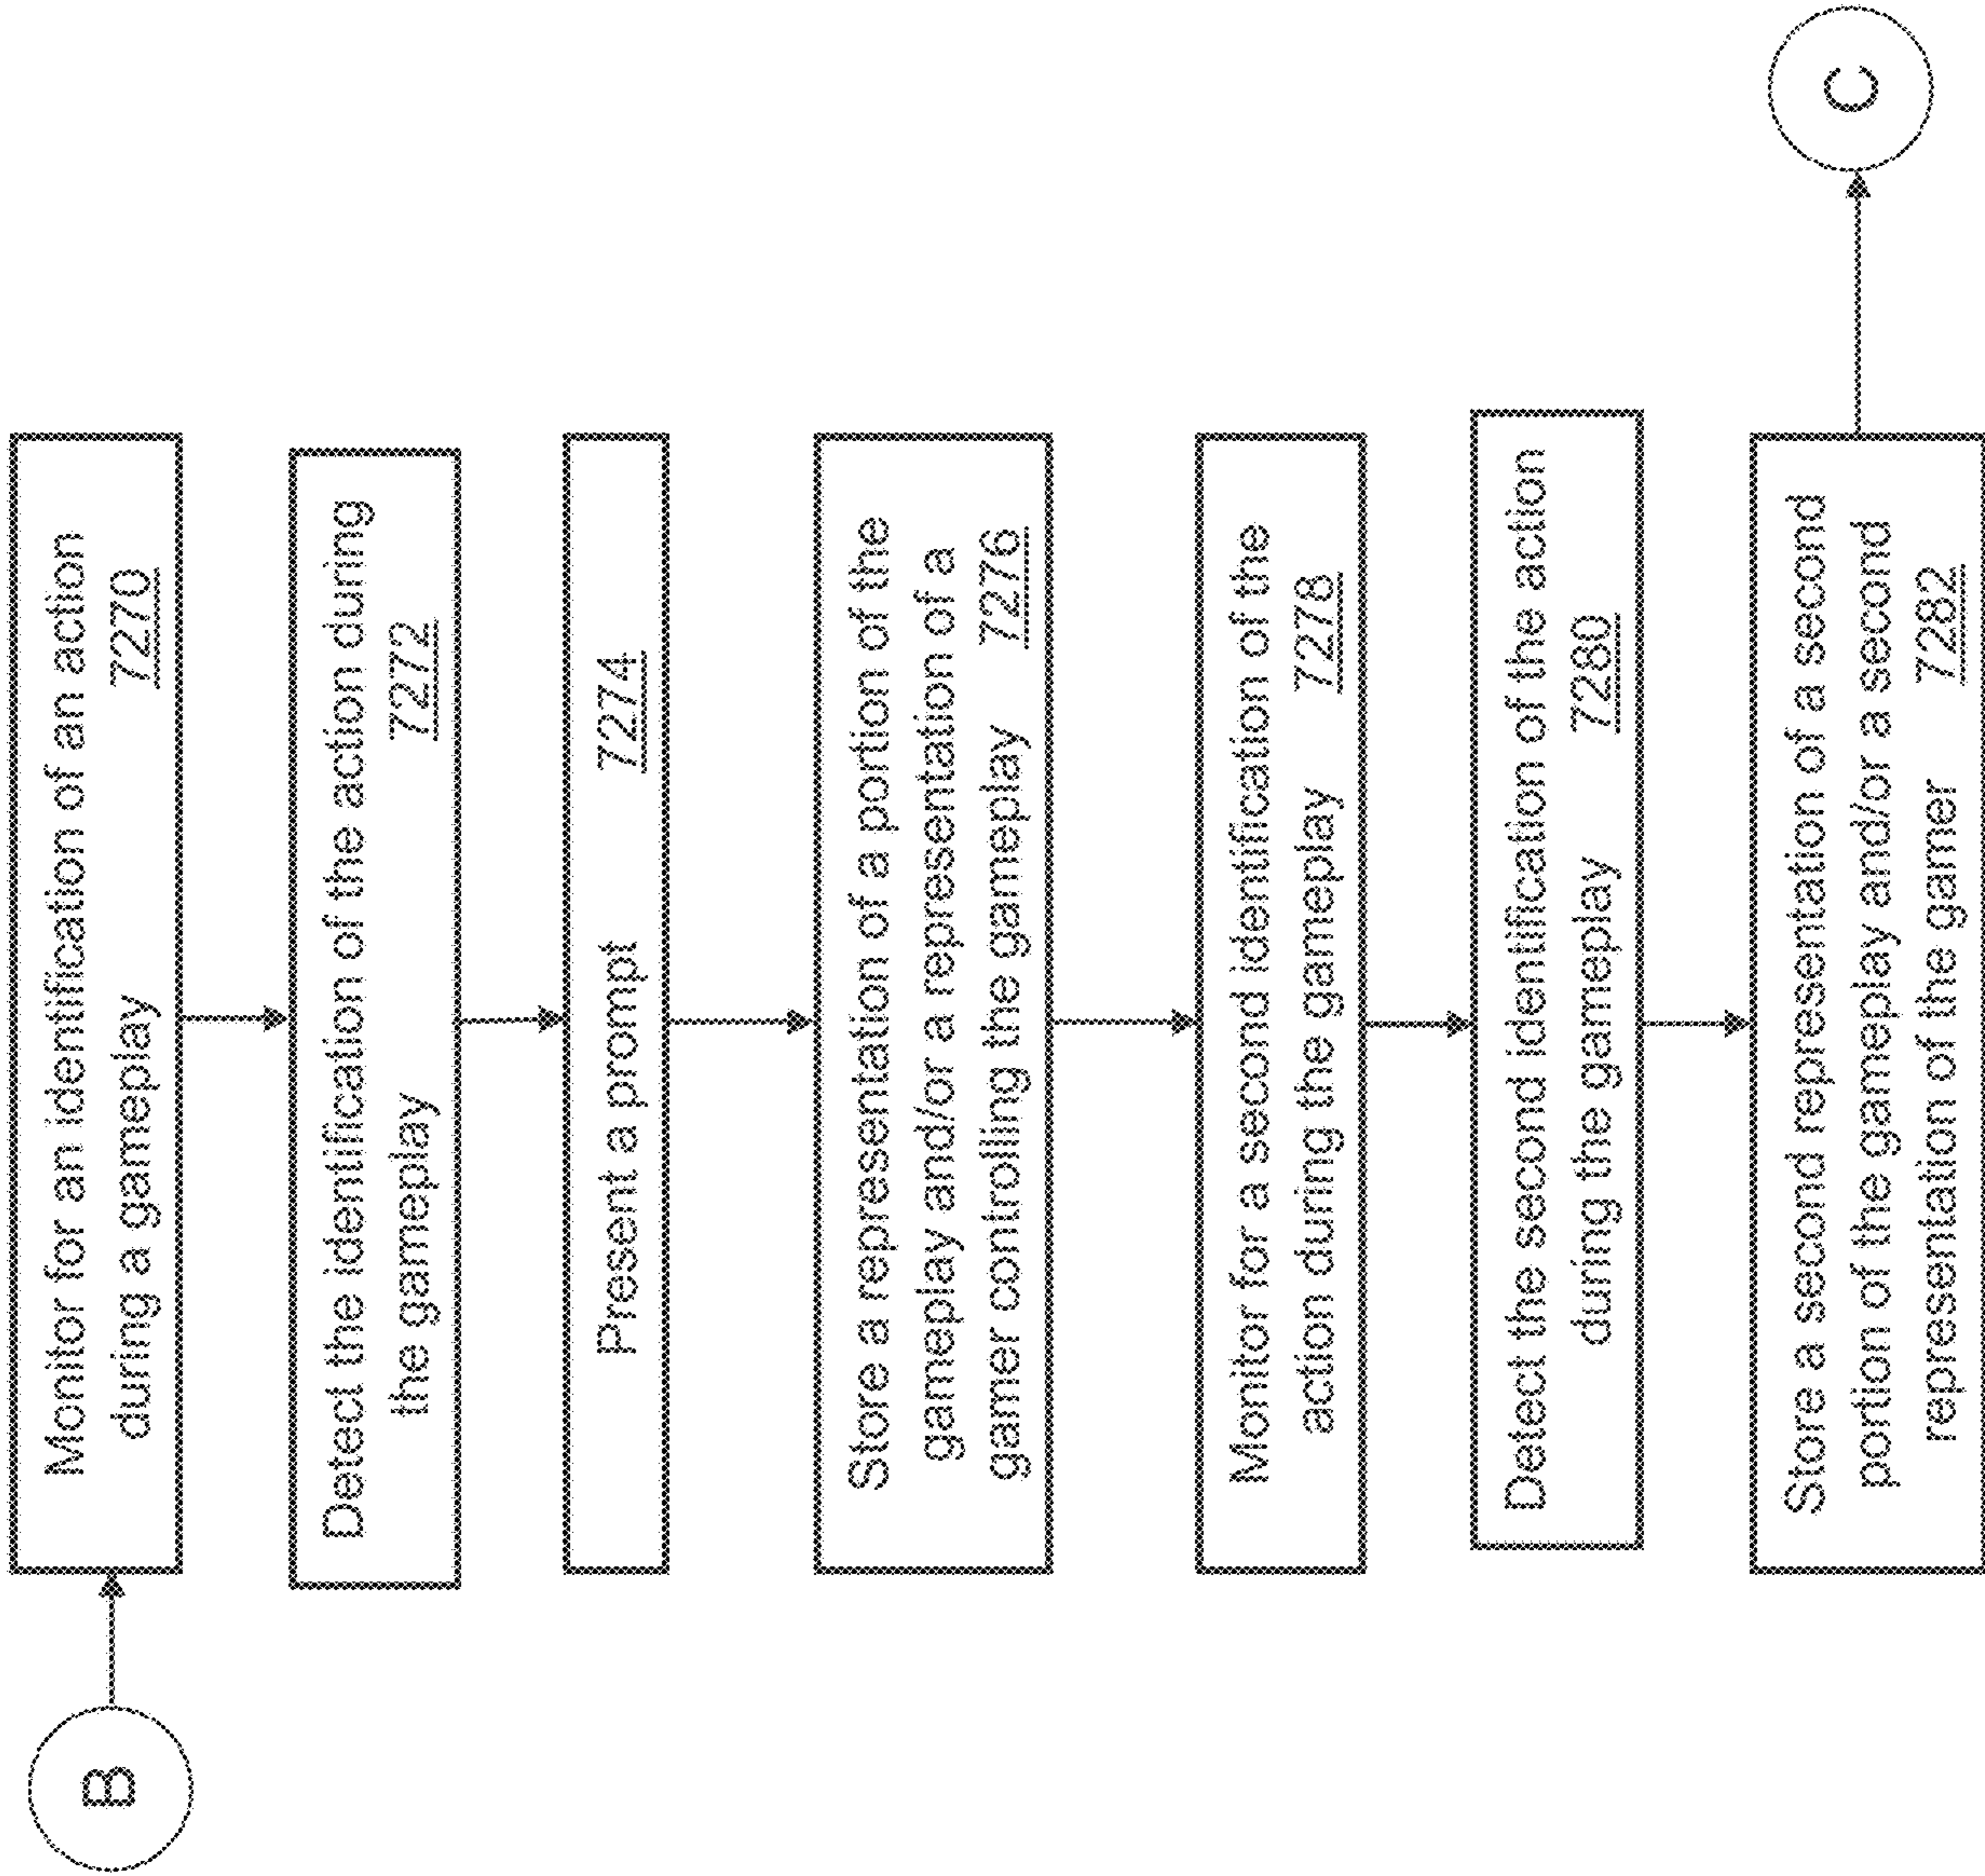 B
Monitor for an identification of an action
during a gameplay 7270
Detect the identification of the action during
the gameplay 7272
Present a prompt 7274
Store a representation of a portion of the
gameplay and/or a representation of a
gamer controlling the gameplay 7276
Monitor for a second identification of the
action during the gameplay 7278
Detect the second identification of the action
during the gameplay 7280
Store a second representation of a second
portion of the gameplay and/or a second
representation of the gamer 7282
C